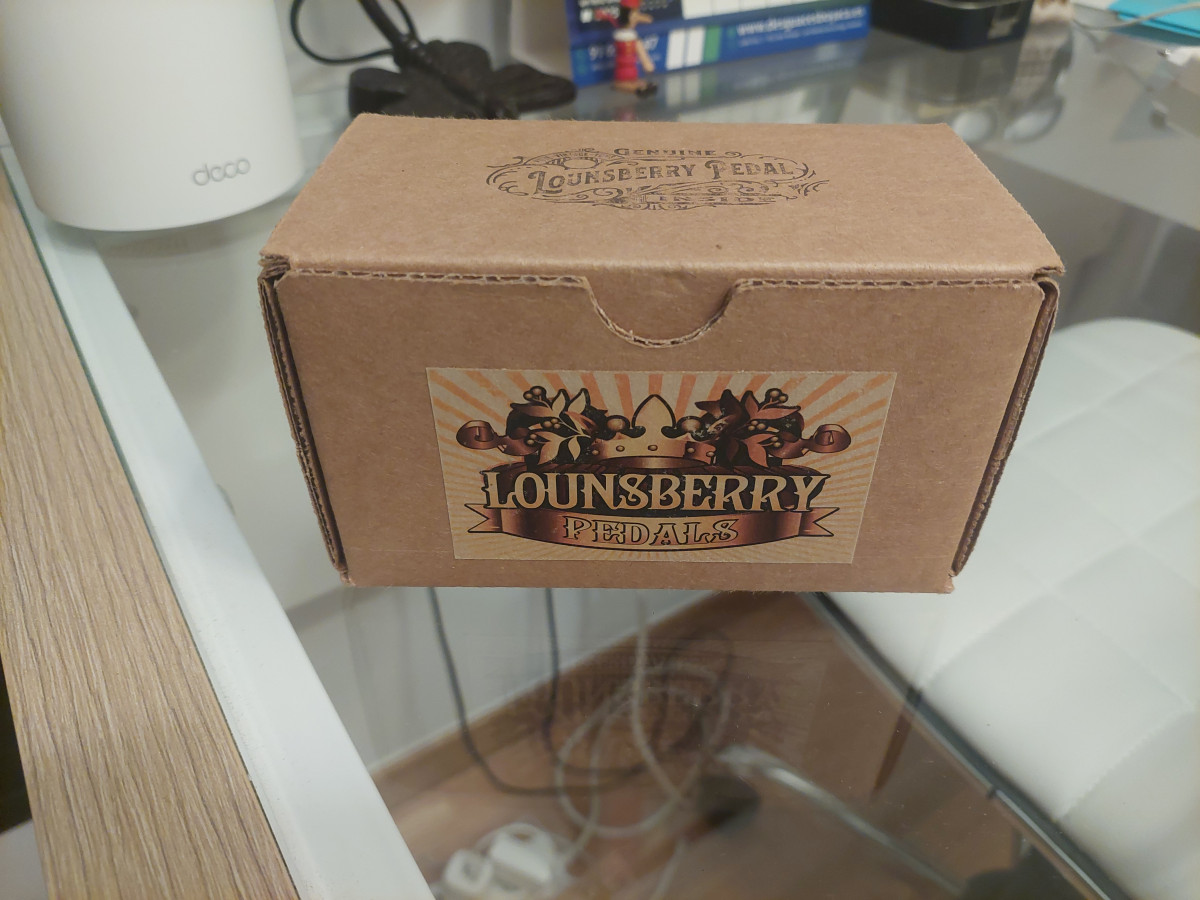 deco
GENUINE
LOUNSBERRY PEDAL
INSIDE
LOUNSBERRY
PEDALS